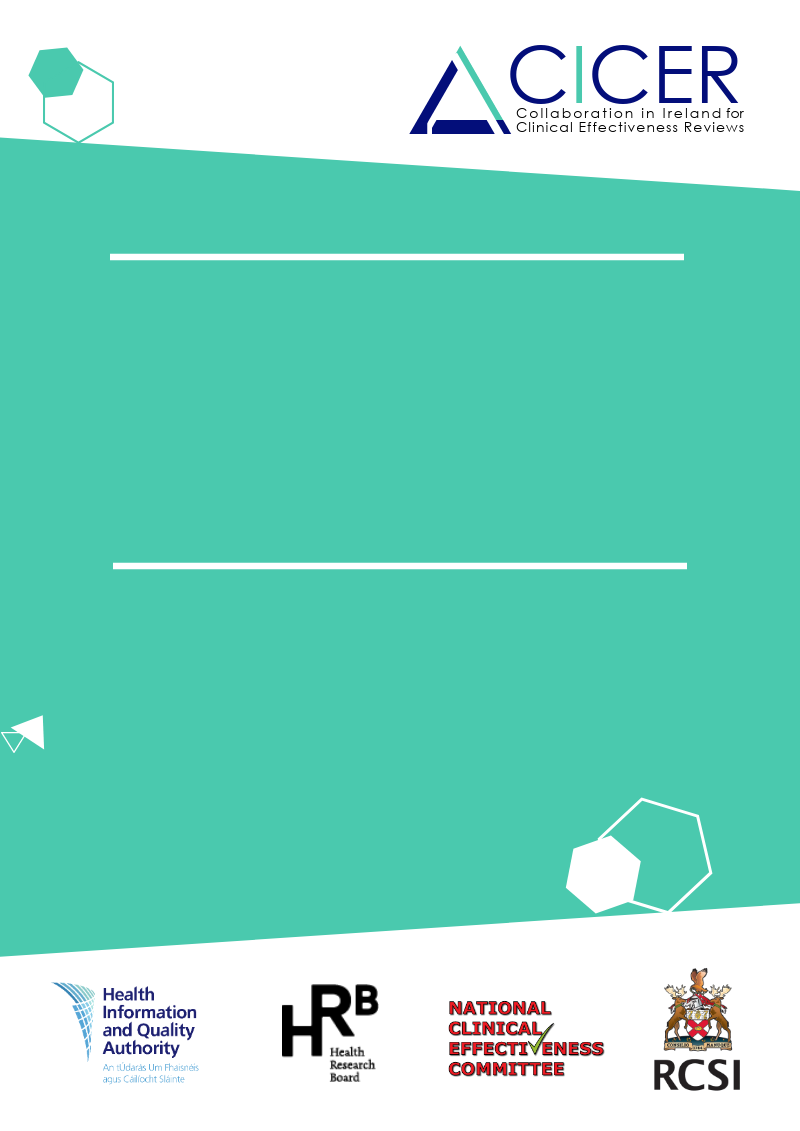 CICER
Collaboration in Ireland for
Clinical Effectiveness Reviews
Health
Information
and Quality
Authority
An tÚdarás Um Fhaisnéis
agus Cáilíocht Sláinte
HRB
Health
Research
Board
NATIONAL
CLINICAL
EFFECTIVENESS
COMMITTEE
RCSI